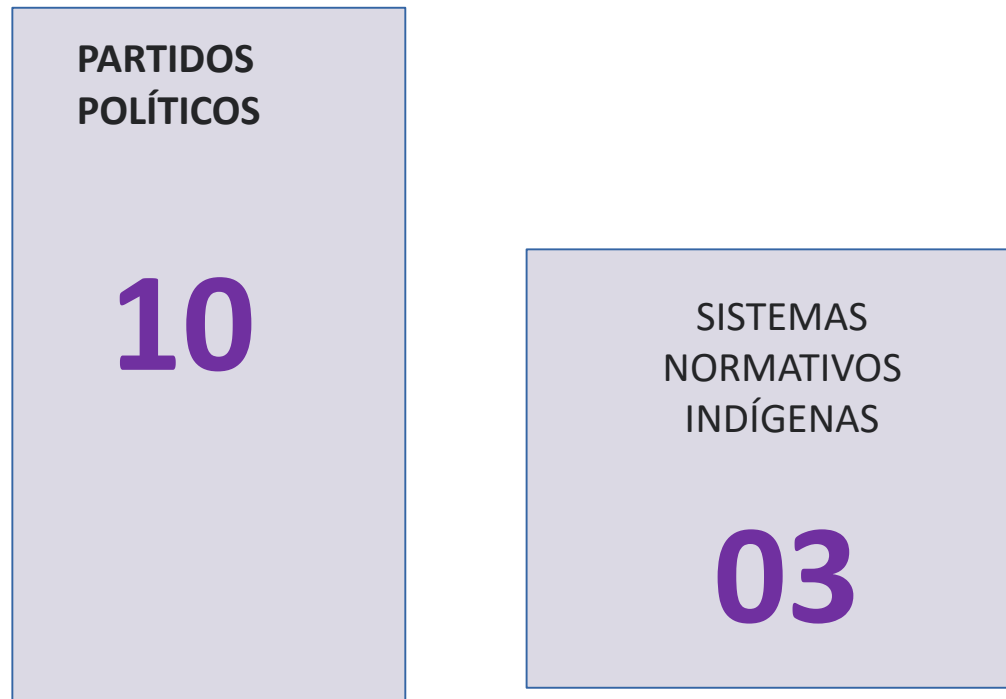 PARTIDOS
POLÍTICOS
10
SISTEMAS
NORMATIVOS
INDÍGENAS
03